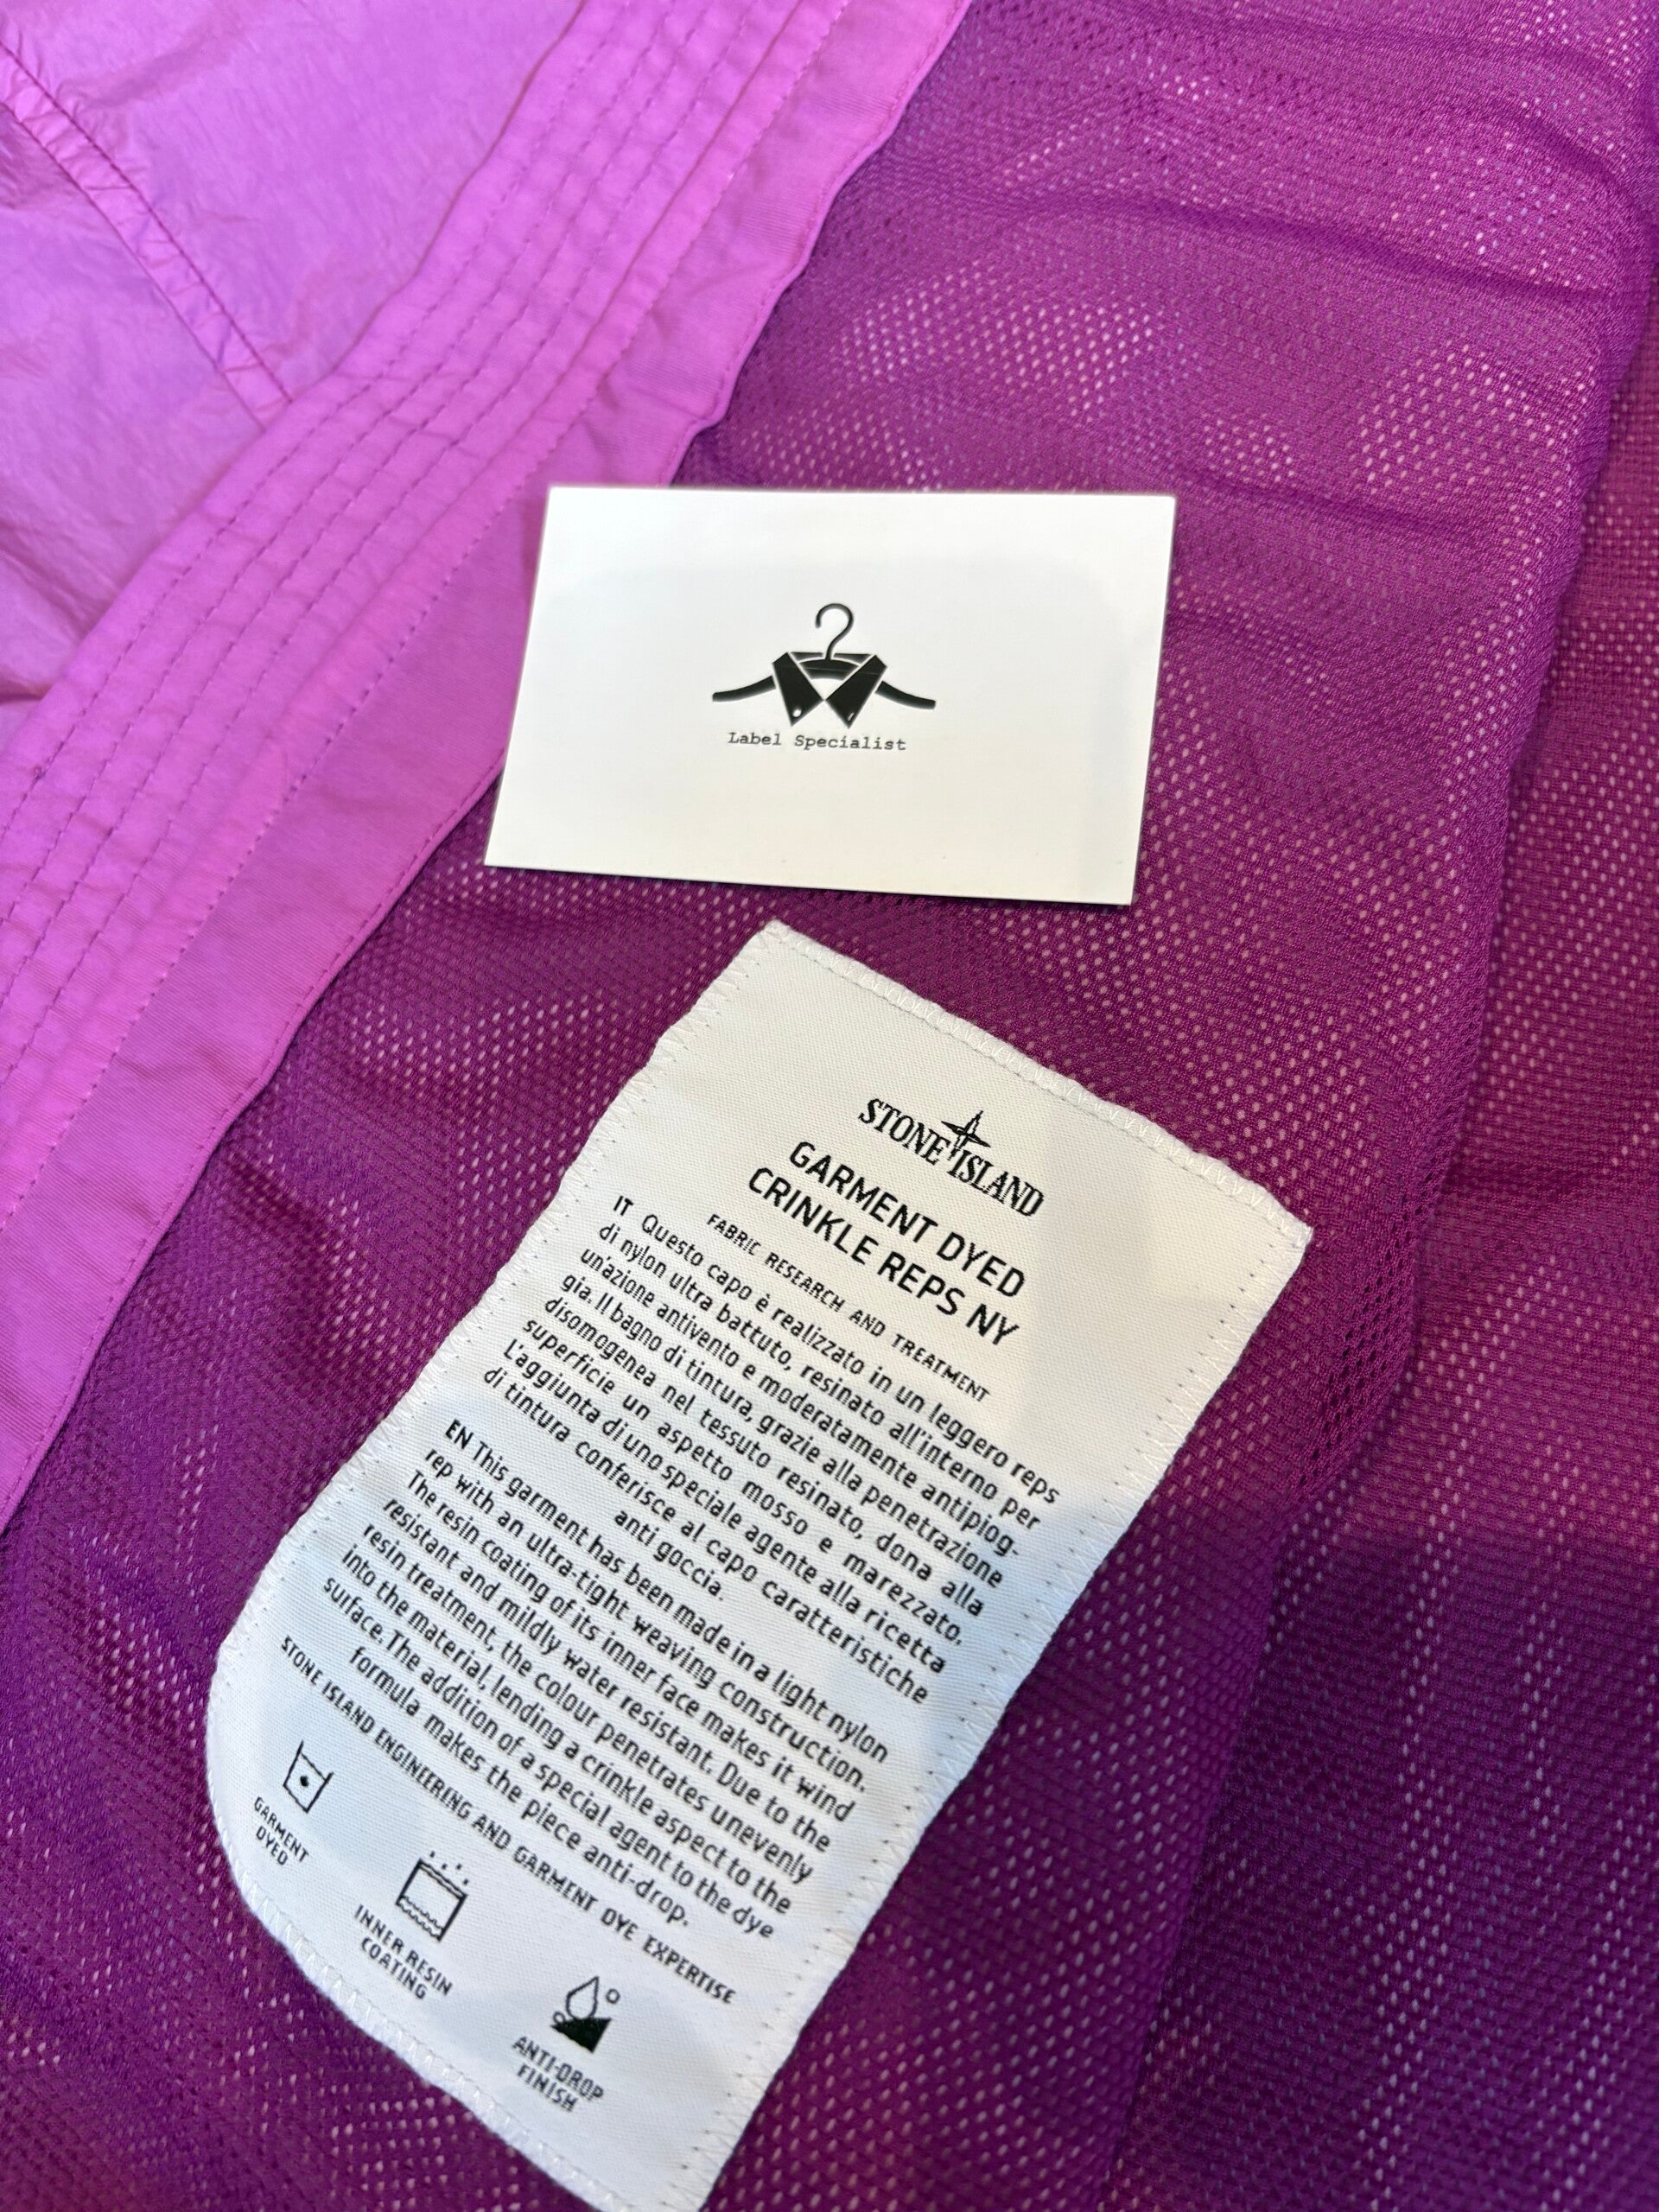 Label Specialist
STONE ISLAND
GARMENT DYED
CRINKLE REPS NY
FABRIC RESEARCH AND TREATMENT
IT Questo capo è realizzato in un leggero reps
di nylon ultra battuto, resinato all'interno per
un'azione antivento e moderatamente antipiog-
gia. Il bagno di tintura, grazie alla penetrazione
disomogenea nel tessuto resinato, dona alla
superficie un aspetto mosso e marezzato.
L'aggiunta di uno speciale agente alla ricetta
di tintura conferisce al capo caratteristiche
anti goccia.
EN This garment has been made in a light nylon
rep with an ultra-tight weaving construction.
The resin coating of its inner face makes it wind
resistant and mildly water resistant. Due to the
resin treatment, the colour penetrates unevenly
into the material, lending a crinkle aspect to the
surface. The addition of a special agent to the dye
formula makes the piece anti-drop.
STONE ISLAND ENGINEERING AND GARMENT DYE EXPERTISE
GARMENT
DYED
INNER RESIN
COATING
ANTI-DROP
FINISH